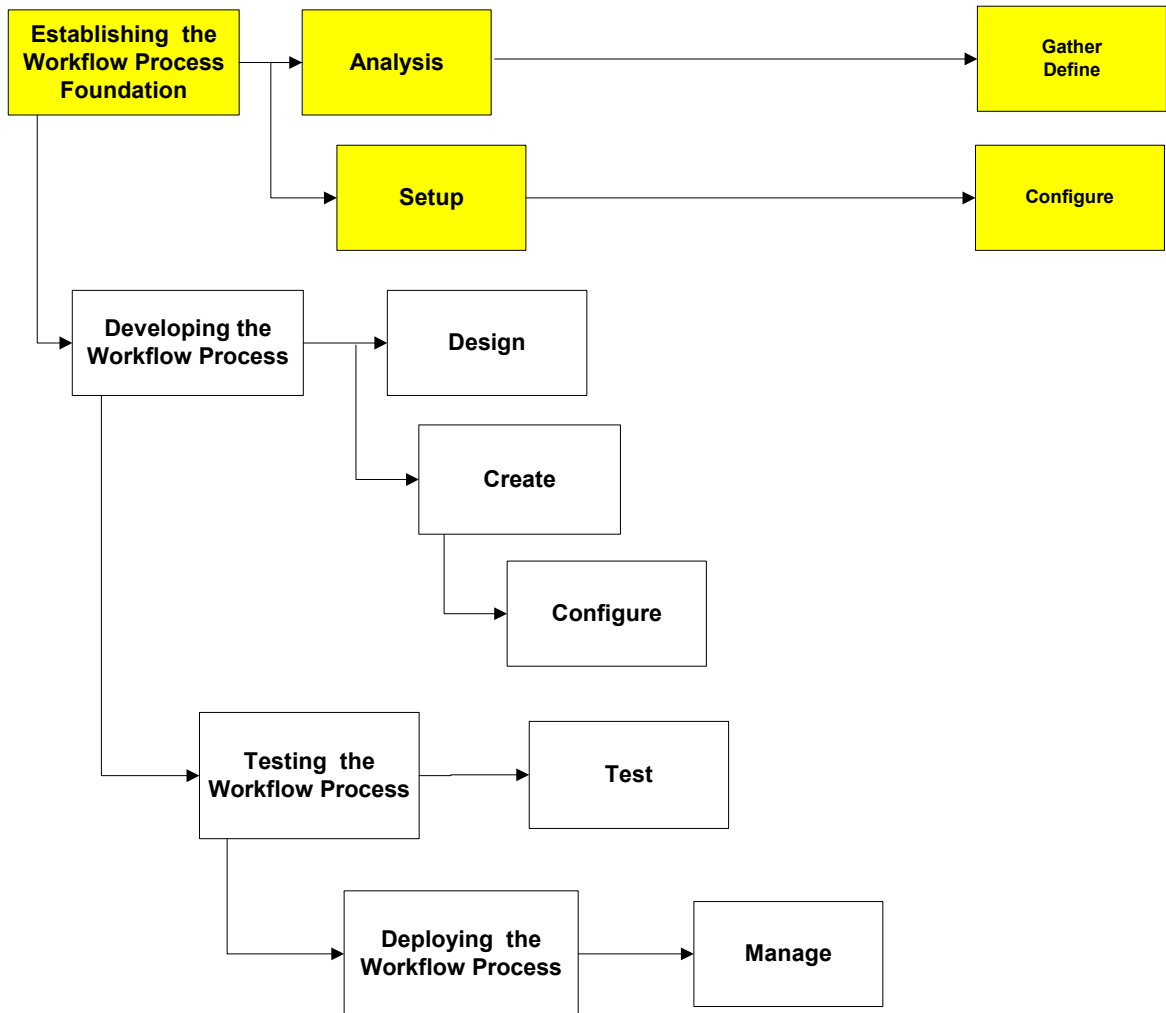 Establishing the
Workflow Process
Foundation
Analysis
Gather
Define
Setup
Configure
Developing the
Workflow Process
Design
Create
Configure
Testing the
Workflow Process
Test
Deploying the
Workflow Process
Manage